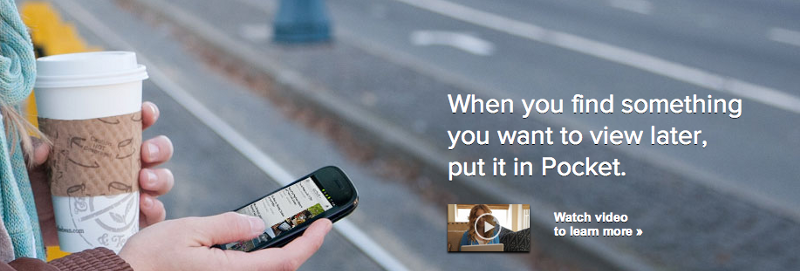 When you find something
you want to view later,
put it in Pocket.
Watch video
to learn more »